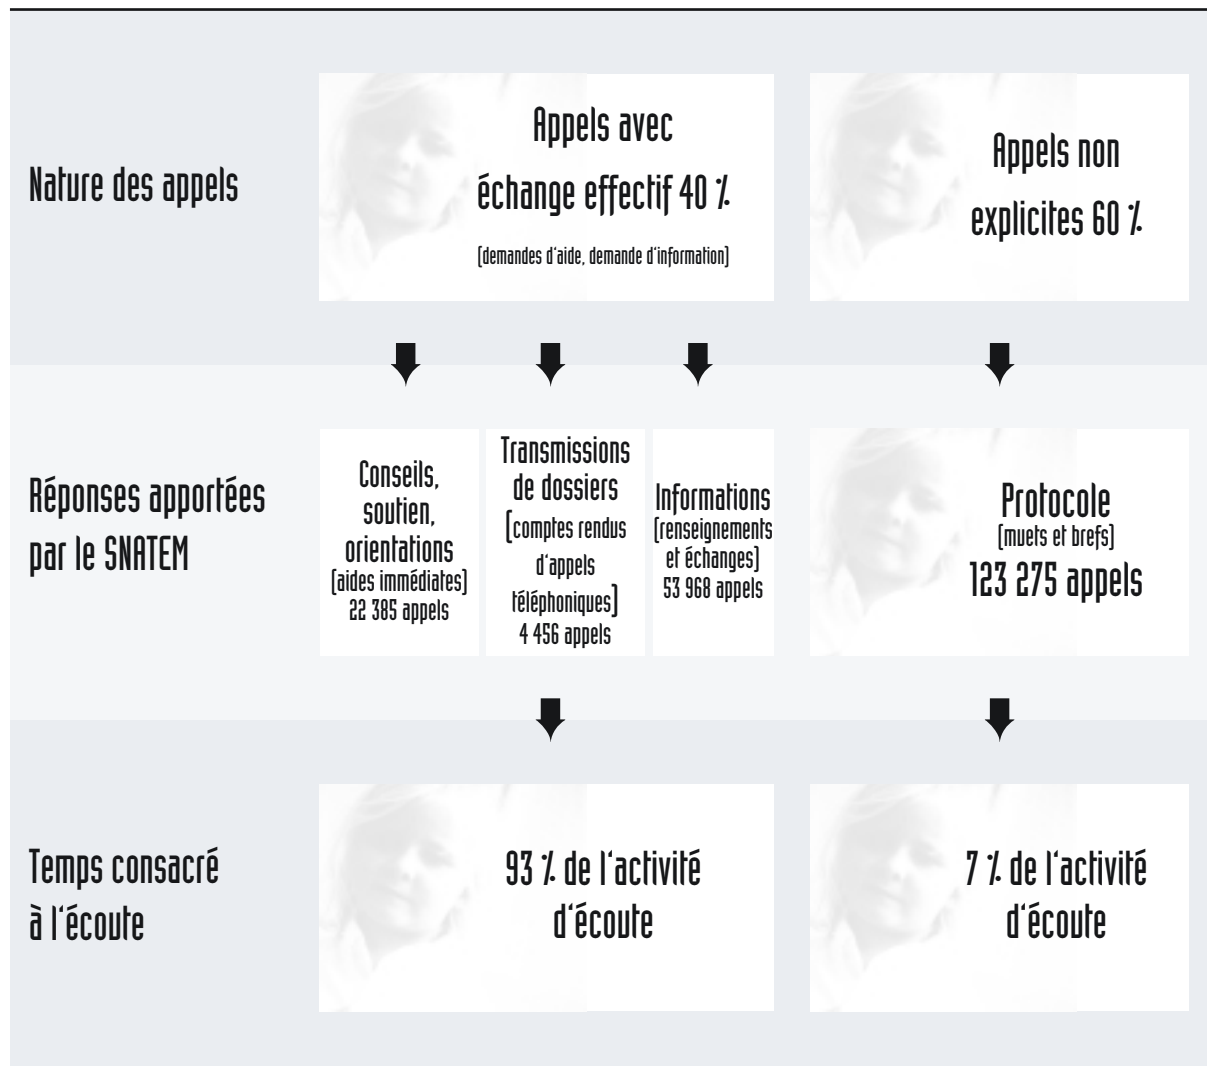 Nature des appels
Appels avec
échange effectif 40 %
(demandes d'aide, demande d'information)
Appels non
explicites 60 %
Réponses apportées
par le SNATEM
Conseils,
soutien,
orientations
(aides immédiates)
22 385 appels
Transmissions
de dossiers
(comptes rendus
d'appels
téléphoniques)
4 456 appels
Informations
(renseignements
et échanges)
53 968 appels
Protocole
(muets et brefs)
123 275 appels
Temps consacré
à l'écoute
93 % de l'activité
d'écoute
7 % de l'activité
d'écoute